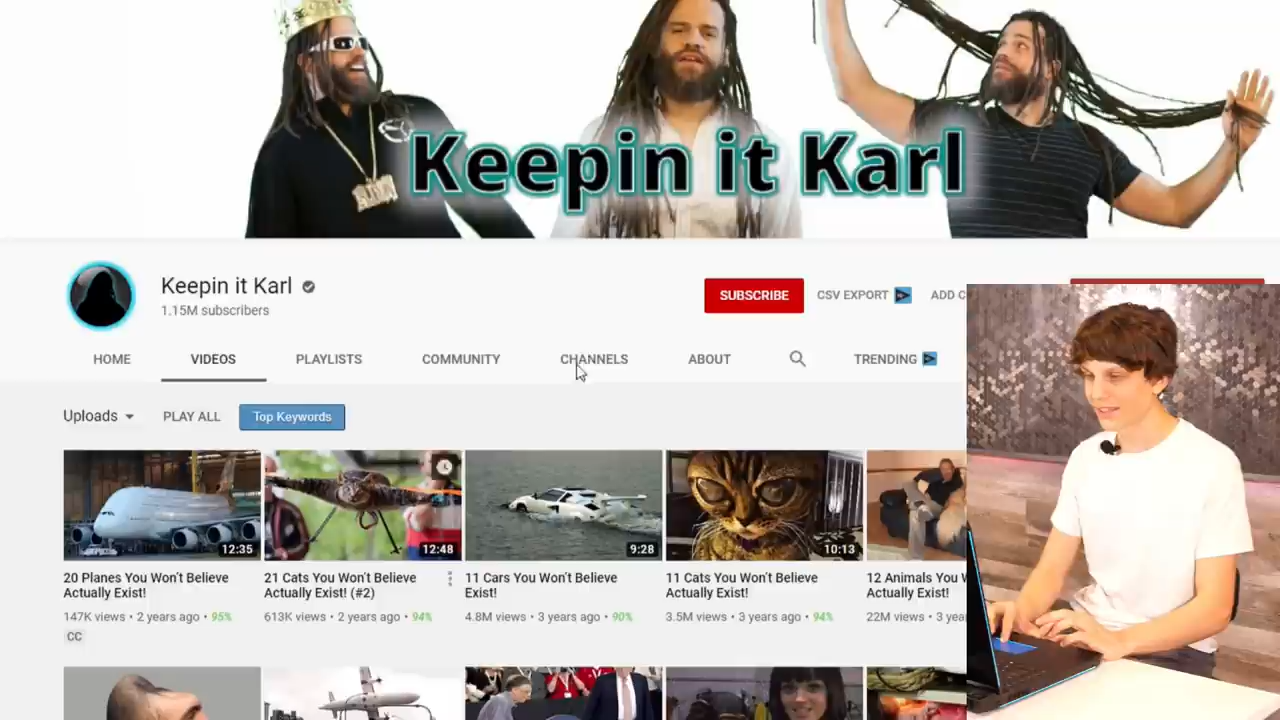 Keepin it Karl
Keepin it Karl
1.15M subscribers
SUBSCRIBE
CSV EXPORT
ADD C
HOME
VIDEOS
PLAYLISTS
COMMUNITY
CHANNELS
ABOUT
TRENDING
Uploads
PLAY ALL
Top Keywords
12:35
12:48
9:28
10:13
20 Planes You Won't Believe
Actually Exist!
147K views • 2 years ago • 95%
CC
21 Cats You Won't Believe
Actually Exist! (#2)
613K views • 2 years ago • 94%
11 Cars You Won't Believe
Exist!
4.8M views • 3 years ago • 90%
11 Cats You Won't Believe
Actually Exist!
3.5M views • 3 years ago • 94%
12 Animals You W
Actually Exist!
22M views • 3 yea